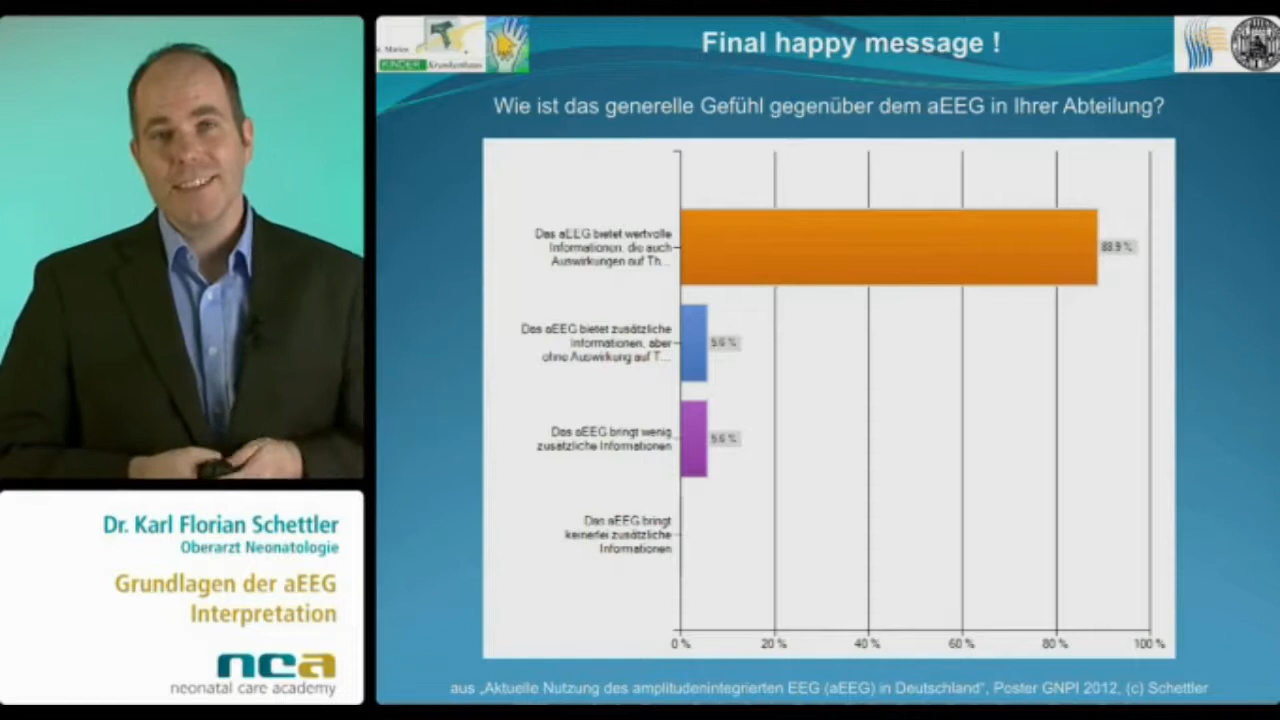 Final happy message !
KINDER Krankenhaus
Wie ist das generelle Gefühl gegenüber dem aEEG in Ihrer Abteilung?
Das aEEG bietet wertvolle
Informationen, die auch
Auswirkungen auf Th...
88.9 %
Das aEEG bietet zusätzliche
Informationen, aber
ohne Auswirkung auf T...
5.6 %
Das aEEG bringt wenig
zusätzliche Informationen
5.6 %
Das aEEG bringt
keinerlei zusätzliche
Informationen
0 % 20 % 40 % 60 % 80 % 100 %
aus „Aktuelle Nutzung des amplitudenintegrierten EEG (aEEG) in Deutschland“, Poster GNPI 2012, (c) Schettler
Dr. Karl Florian Schettler
Oberarzt Neonatologie
Grundlagen der aEEG
Interpretation
nca
neonatal care academy